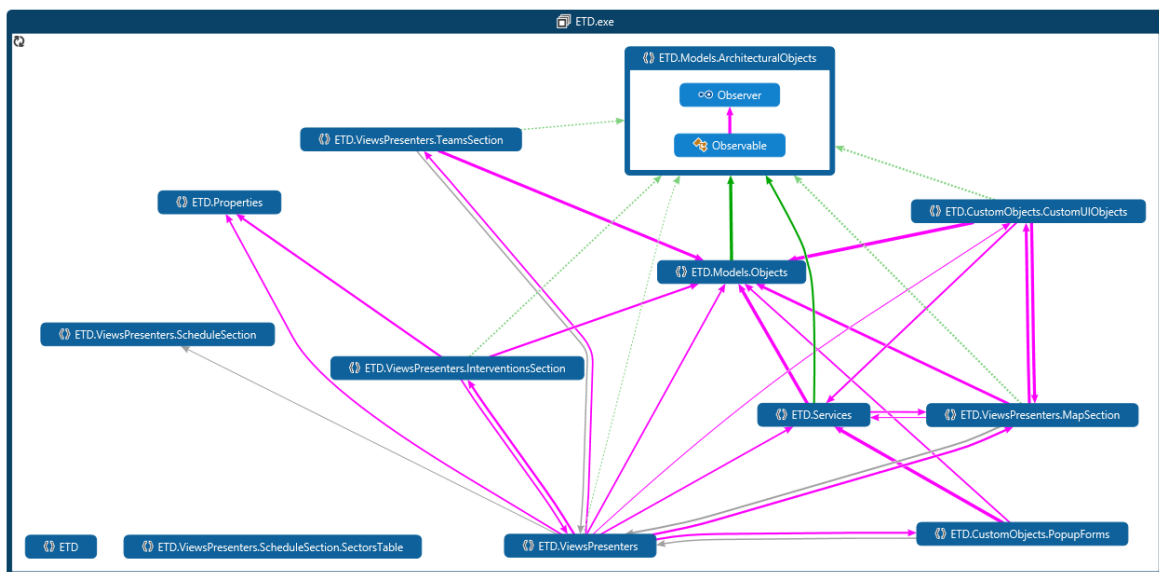 ETD.exe
ETD.Models.ArchitecturalObjects
Observer
Observable
ETD.ViewsPresenters.TeamsSection
ETD.Properties
ETD.CustomObjects.CustomUIObjects
ETD.Models.Objects
ETD.ViewsPresenters.ScheduleSection
ETD.ViewsPresenters.InterventionsSection
ETD.Services
ETD.ViewsPresenters.MapSection
ETD
ETD.ViewsPresenters.ScheduleSection.SectorsTable
ETD.ViewsPresenters
ETD.CustomObjects.PopupForms